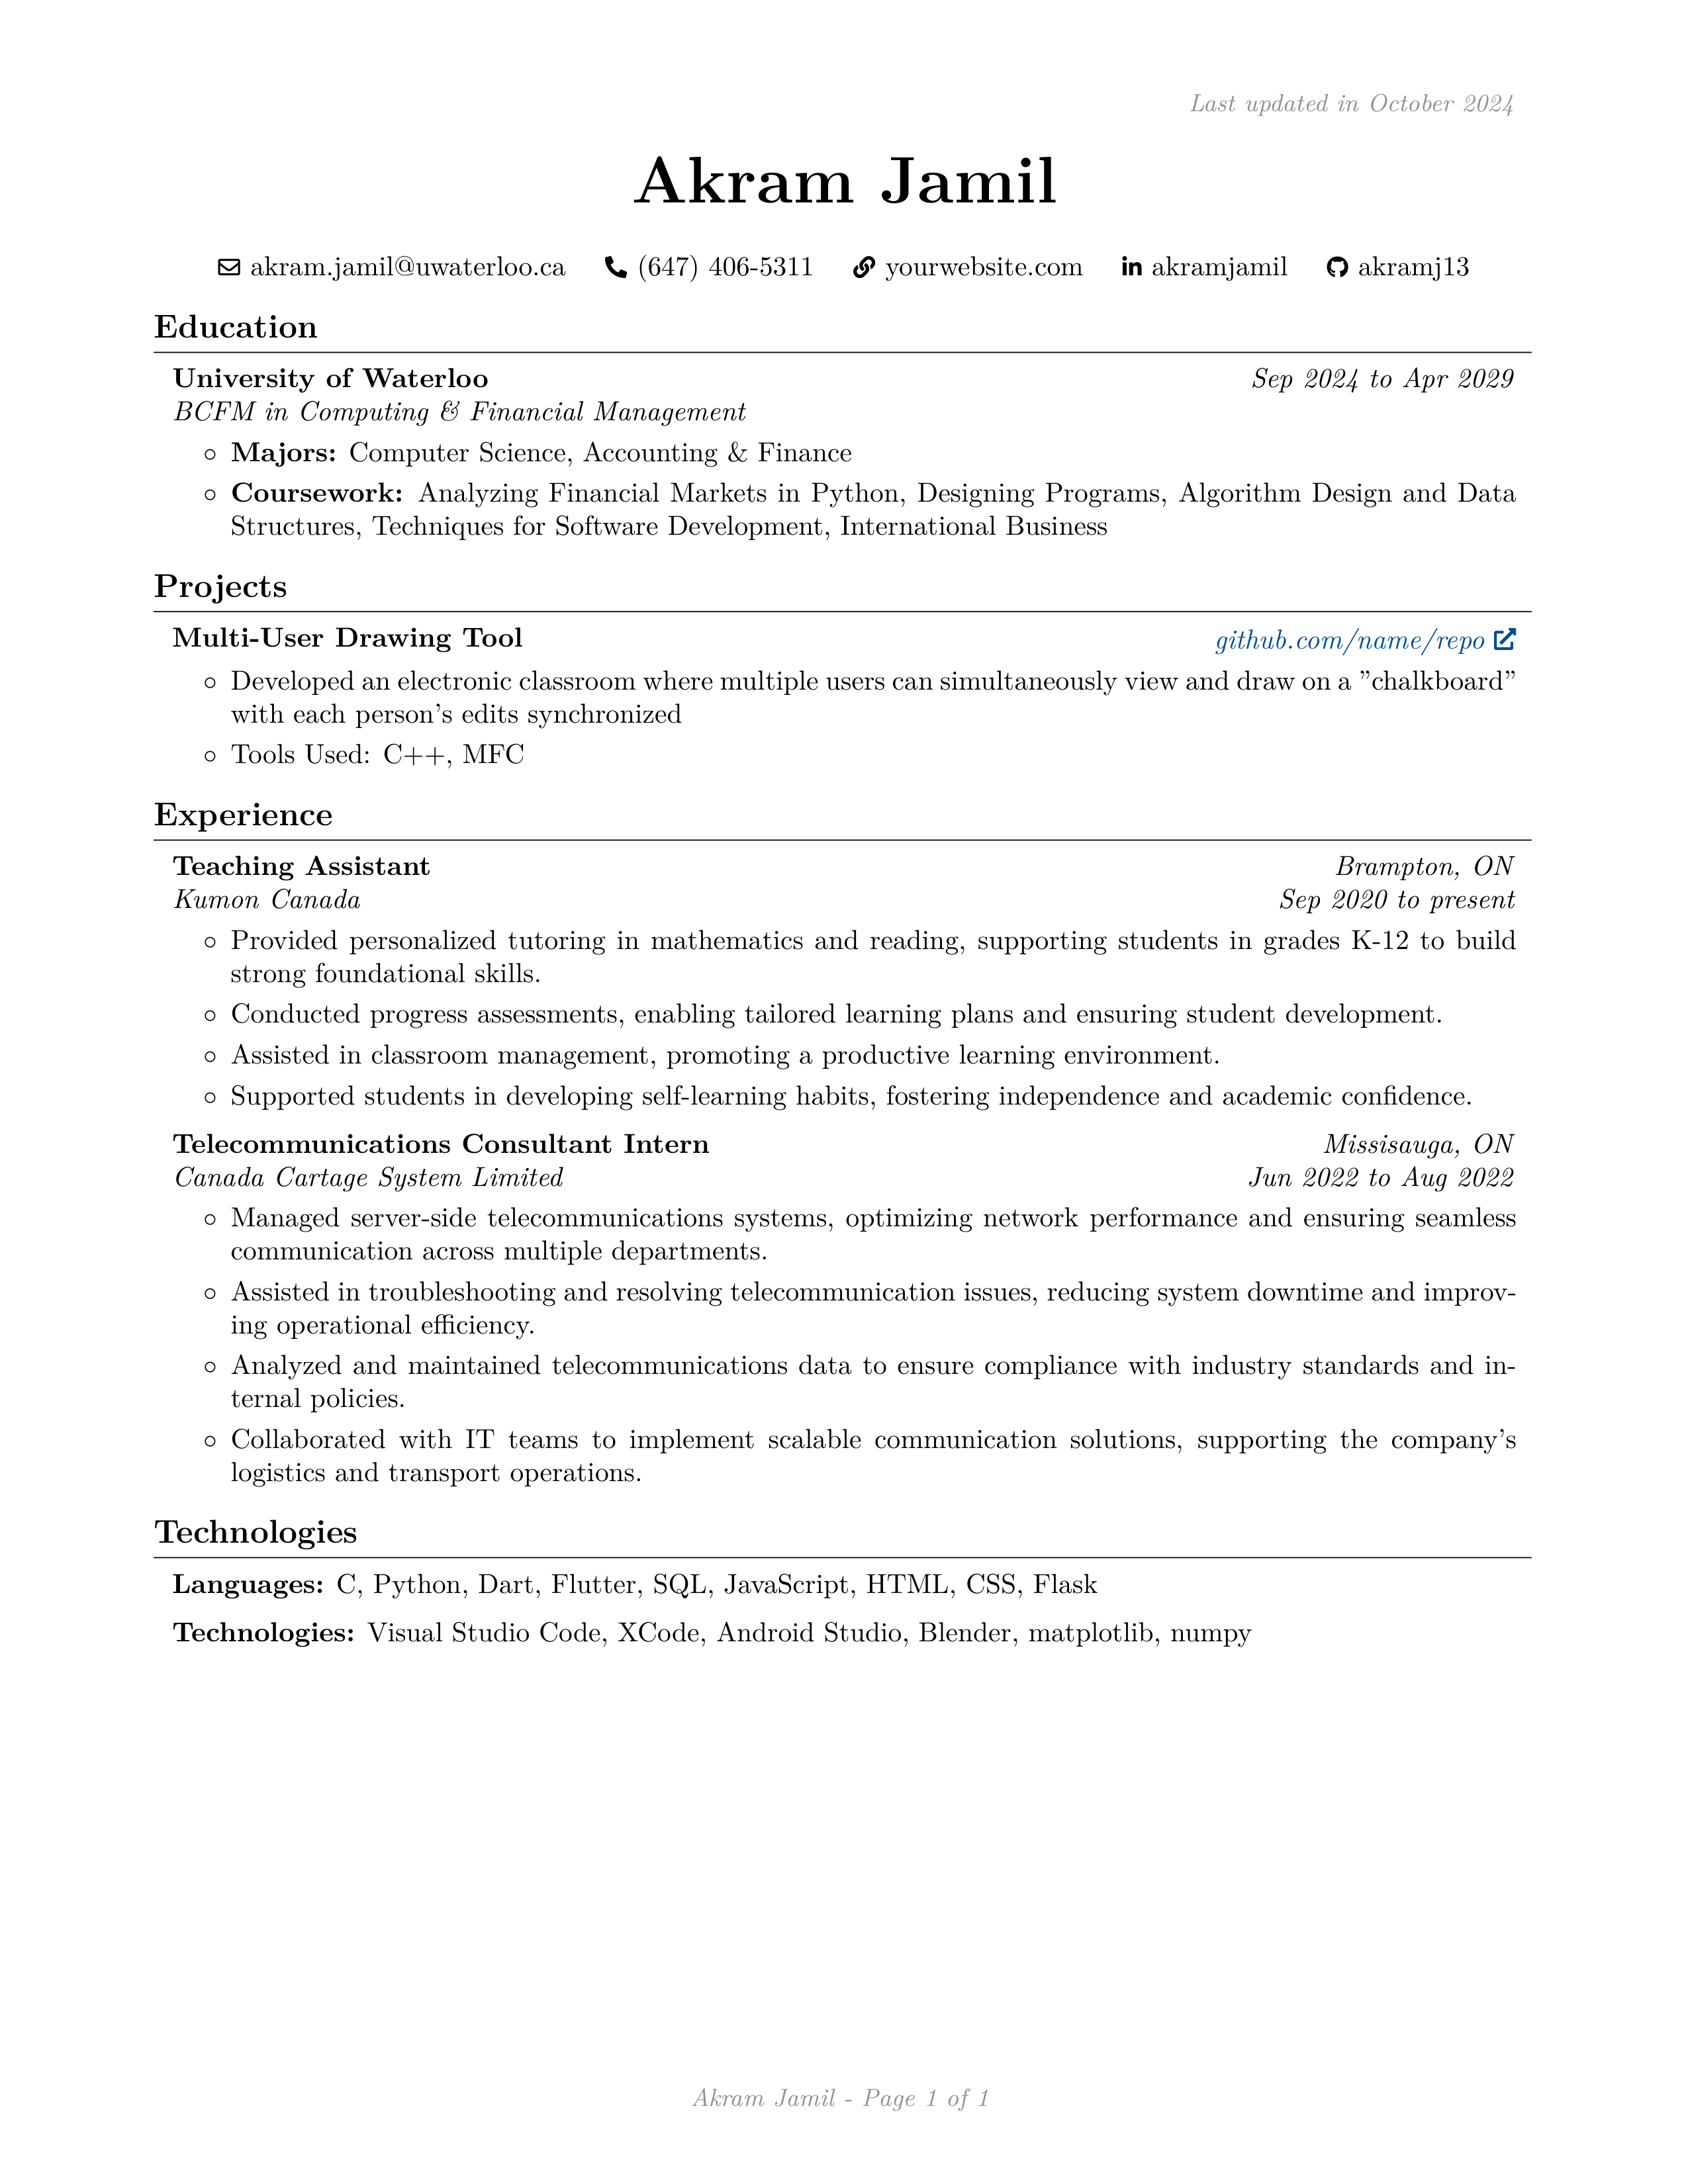 Last updated in October 2024
Akram Jamil
akram.jamil@uwaterloo.ca (647) 406-5311 yourwebsite.com akramjamil akramj13
Education
University of Waterloo Sep 2024 to Apr 2029
BCFM in Computing & Financial Management
◦ Majors: Computer Science, Accounting & Finance
◦ Coursework: Analyzing Financial Markets in Python, Designing Programs, Algorithm Design and Data
Structures, Techniques for Software Development, International Business
Projects
Multi-User Drawing Tool github.com/name/repo
◦ Developed an electronic classroom where multiple users can simultaneously view and draw on a ”chalkboard”
with each person’s edits synchronized
◦ Tools Used: C++, MFC
Experience
Teaching Assistant Brampton, ON
Kumon Canada Sep 2020 to present
◦ Provided personalized tutoring in mathematics and reading, supporting students in grades K-12 to build
strong foundational skills.
◦ Conducted progress assessments, enabling tailored learning plans and ensuring student development.
◦ Assisted in classroom management, promoting a productive learning environment.
◦ Supported students in developing self-learning habits, fostering independence and academic confidence.
Telecommunications Consultant Intern Missisauga, ON
Canada Cartage System Limited Jun 2022 to Aug 2022
◦ Managed server-side telecommunications systems, optimizing network performance and ensuring seamless
communication across multiple departments.
◦ Assisted in troubleshooting and resolving telecommunication issues, reducing system downtime and improv-
ing operational efficiency.
◦ Analyzed and maintained telecommunications data to ensure compliance with industry standards and in-
ternal policies.
◦ Collaborated with IT teams to implement scalable communication solutions, supporting the company’s
logistics and transport operations.
Technologies
Languages: C, Python, Dart, Flutter, SQL, JavaScript, HTML, CSS, Flask
Technologies: Visual Studio Code, XCode, Android Studio, Blender, matplotlib, numpy
Akram Jamil - Page 1 of 1